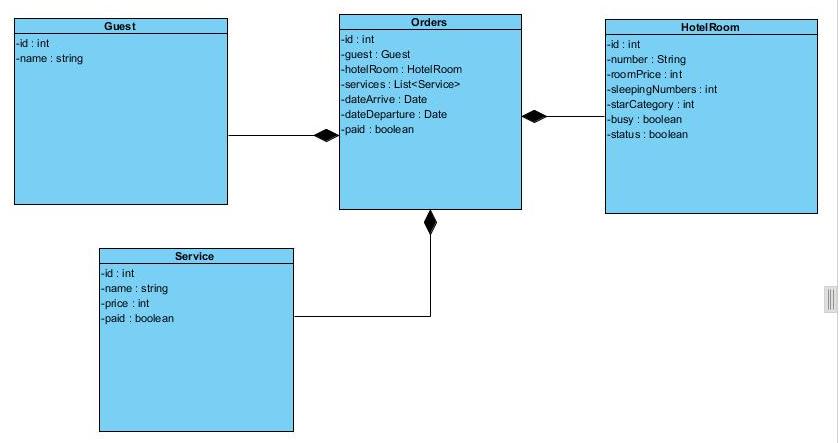 Guest
-id : int
-name : string
Orders
-id : int
-guest : Guest
-hotelRoom : HotelRoom
-services : List<Service>
-dateArrive : Date
-dateDeparture : Date
-paid : boolean
HotelRoom
-id : int
-number : String
-roomPrice : int
-sleepingNumbers : int
-starCategory : int
-busy : boolean
-status : boolean
Service
-id : int
-name : string
-price : int
-paid : boolean